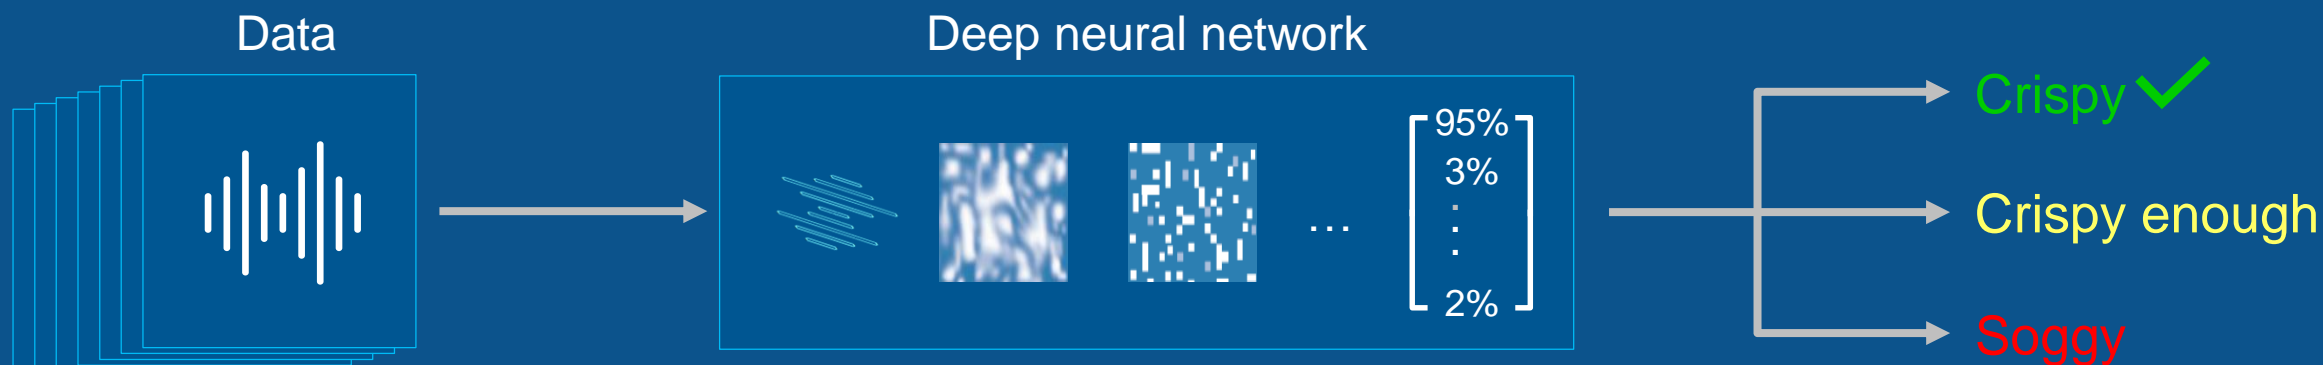 Data
Deep neural network
95%
3%
...
2%
...
Crispy
Crispy enough
Soggy